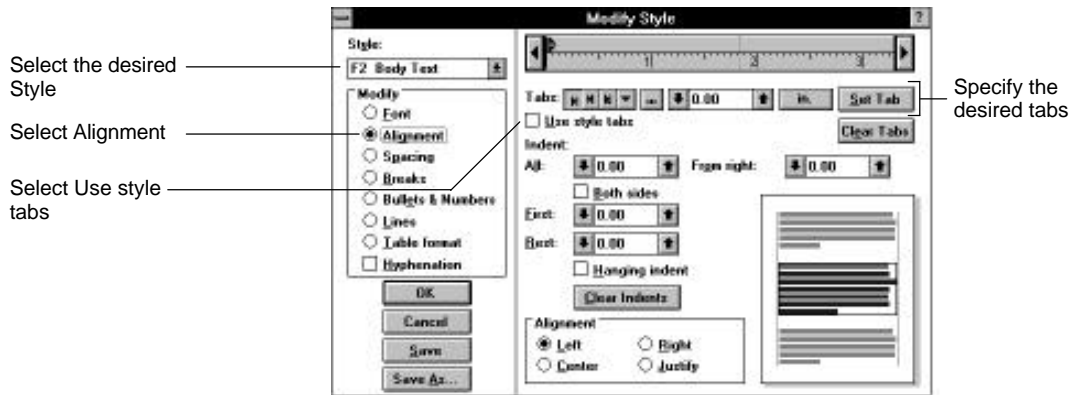 Modify Style
?
Select the desired
Style
Select Alignment
Select Use style
tabs
Style:
F2 Body Text
Modify
Font
Alignment
Spacing
Breaks
Bullets & Numbers
Lines
Table format
Hyphenation
OK
Cancel
Save
Save As...
1
2
3
Tabs:
0.00
in.
Set Tab
Use style tabs
Clear Tabs
Indent:
All:
0.00
From right:
0.00
Both sides
First:
0.00
Rest:
0.00
Hanging indent
Clear Indents
Alignment
Left
Right
Center
Justify
Specify the
desired tabs